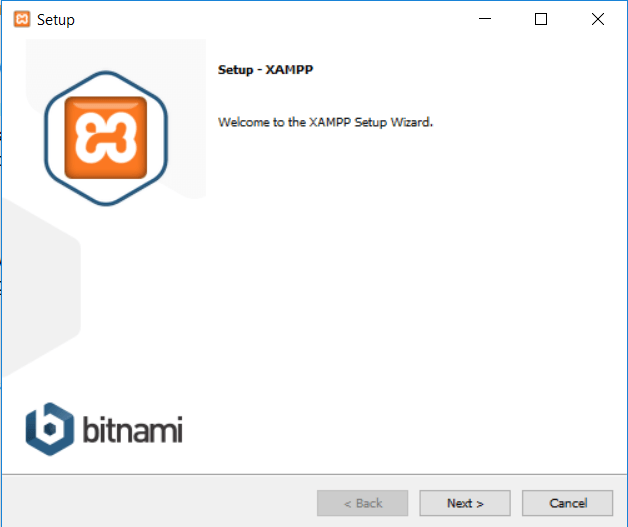 Setup
Setup - XAMPP
Welcome to the XAMPP Setup Wizard.
bitnami
< Back
Next >
Cancel